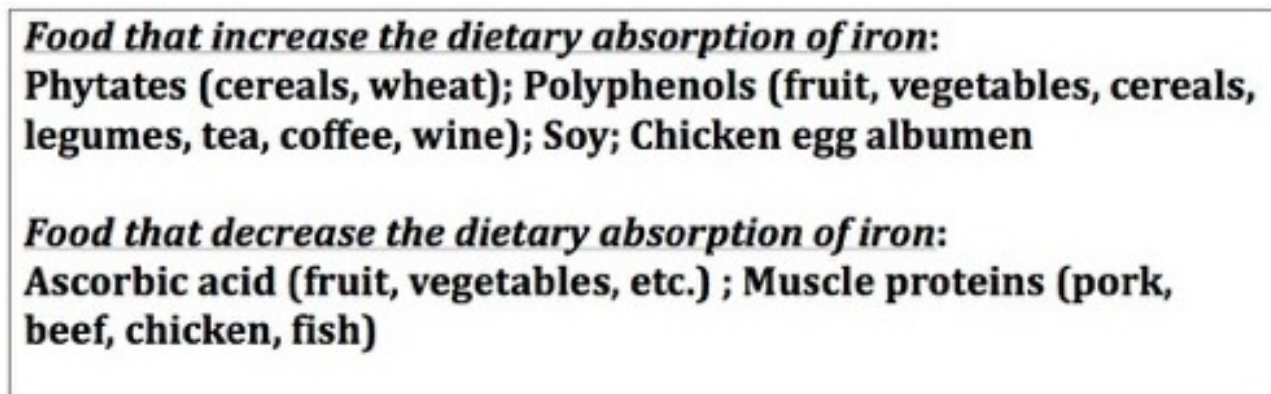 Food that increase the dietary absorption of iron:
Phytates (cereals, wheat); Polyphenols (fruit, vegetables, cereals,
legumes, tea, coffee, wine); Soy; Chicken egg albumen
Food that decrease the dietary absorption of iron:
Ascorbic acid (fruit, vegetables, etc.) ; Muscle proteins (pork,
beef, chicken, fish)